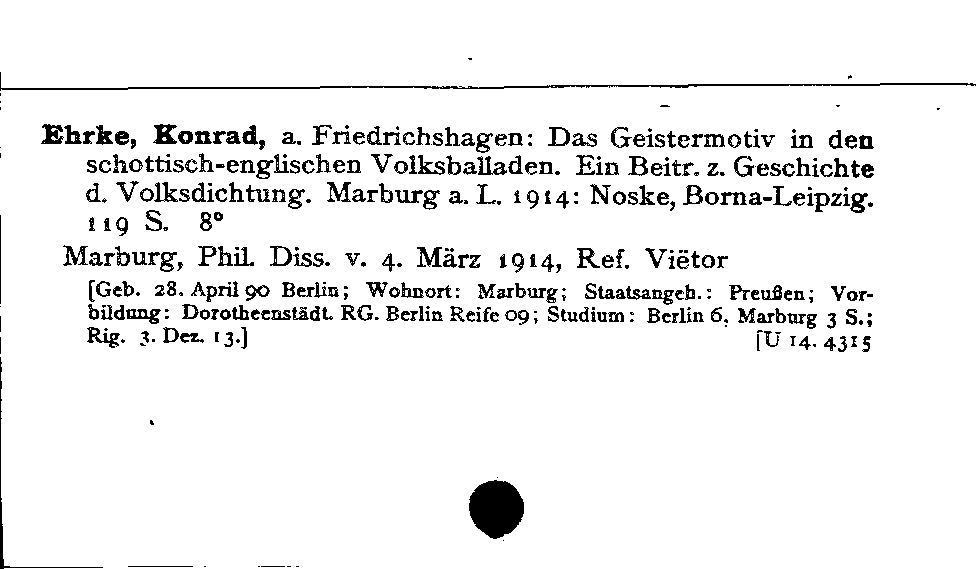 Ehrke, Konrad, a. Friedrichshagen: Das Geistermotiv in den
schottisch-englischen Volksballaden. Ein Beitr. z. Geschichte
d. Volksdichtung. Marburg a. L. 1914: Noske, Borna-Leipzig.
119 S. 8°
Marburg, Phil. Diss. v. 4. März 1914, Ref. Viëtor
[Geb. 28. April 90 Berlin; Wohnort: Marburg; Staatsangeh.: Preußen; Vor-
bildung: Dorotheenstädt. RG. Berlin Reife 09; Studium: Berlin 6, Marburg 3 S.;
Rig. 3. Dez. 13.] [U 14. 4315